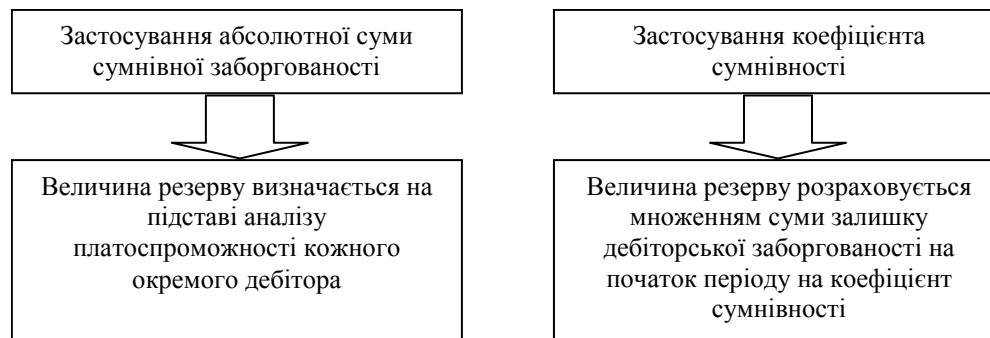 Застосування абсолютної суми
сумнівної заборгованості
Величина резерву визначається на
підставі аналізу
платоспроможності кожного
окремого дебітора
Застосування коефіцієнта
сумнівності
Величина резерву розраховується
множенням суми залишку
дебіторської заборгованості на
початок періоду на коефіцієнт
сумнівності